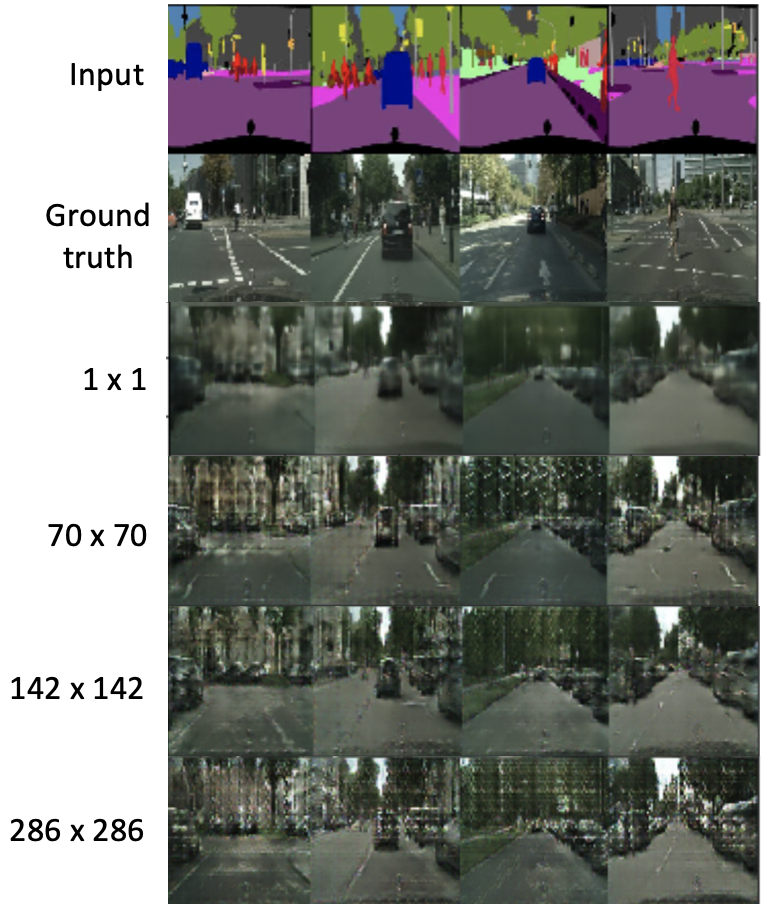 Input
Ground
truth
1 x 1
70 x 70
142 x 142
286 x 286